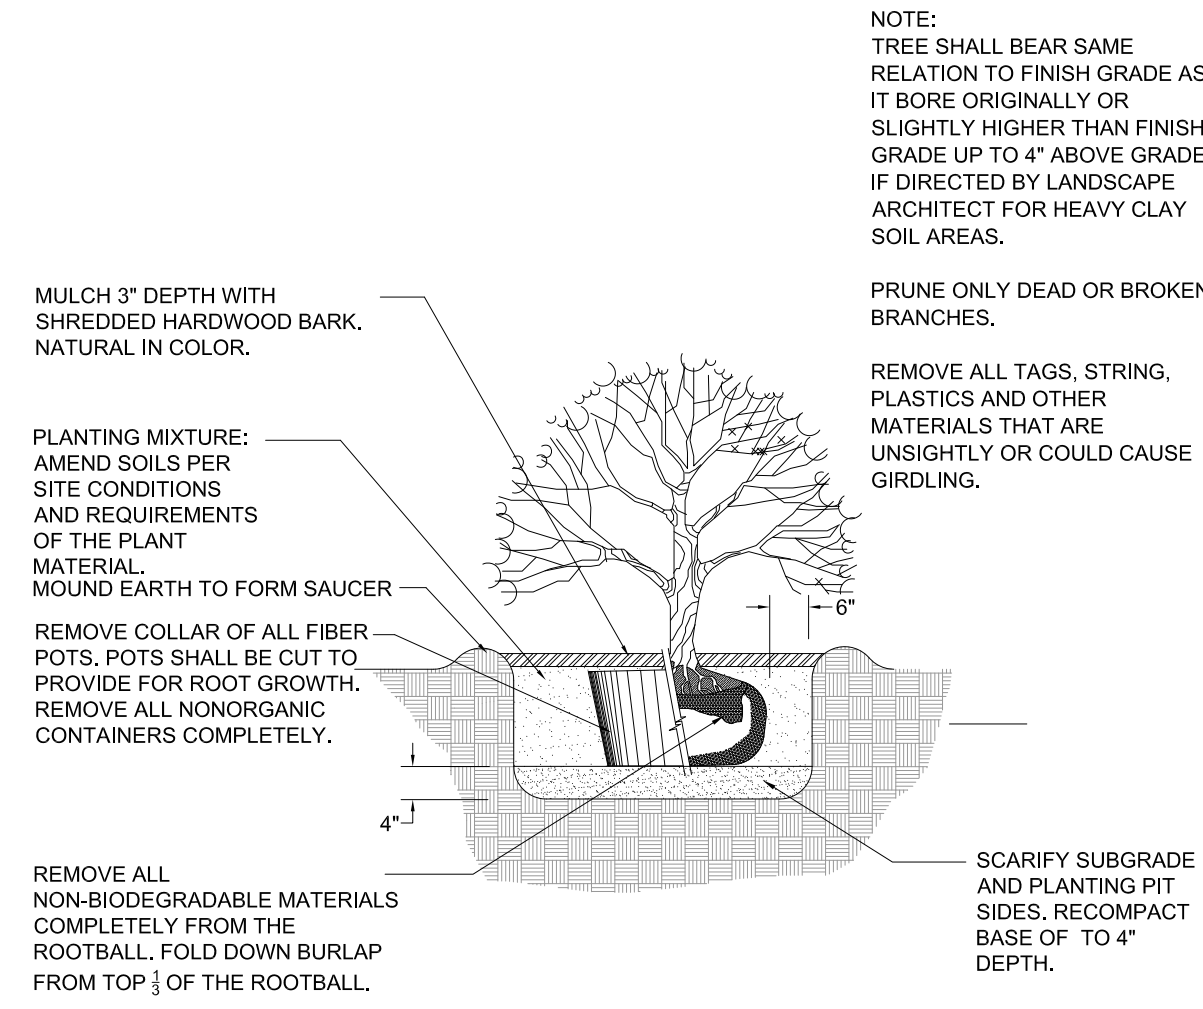 NOTE:
TREE SHALL BEAR SAME
RELATION TO FINISH GRADE AS
IT BORE ORIGINALLY OR
SLIGHTLY HIGHER THAN FINISH
GRADE UP TO 4" ABOVE GRADE
IF DIRECTED BY LANDSCAPE
ARCHITECT FOR HEAVY CLAY
SOIL AREAS.
PRUNE ONLY DEAD OR BROKEN
BRANCHES.
REMOVE ALL TAGS, STRING,
PLASTICS AND OTHER
MATERIALS THAT ARE
UNSIGHTLY OR COULD CAUSE
GIRDLING.
MULCH 3" DEPTH WITH
SHREDDED HARDWOOD BARK.
NATURAL IN COLOR.
PLANTING MIXTURE:
AMEND SOILS PER
SITE CONDITIONS
AND REQUIREMENTS
OF THE PLANT
MATERIAL.
MOUND EARTH TO FORM SAUCER
REMOVE COLLAR OF ALL FIBER
POTS. POTS SHALL BE CUT TO
PROVIDE FOR ROOT GROWTH.
REMOVE ALL NONORGANIC
CONTAINERS COMPLETELY.
6"
4"
REMOVE ALL
NON-BIODEGRADABLE MATERIALS
COMPLETELY FROM THE
ROOTBALL. FOLD DOWN BURLAP
FROM TOP 1/3 OF THE ROOTBALL.
SCARIFY SUBGRADE
AND PLANTING PIT
SIDES. RECOMPACT
BASE OF  TO 4"
DEPTH.